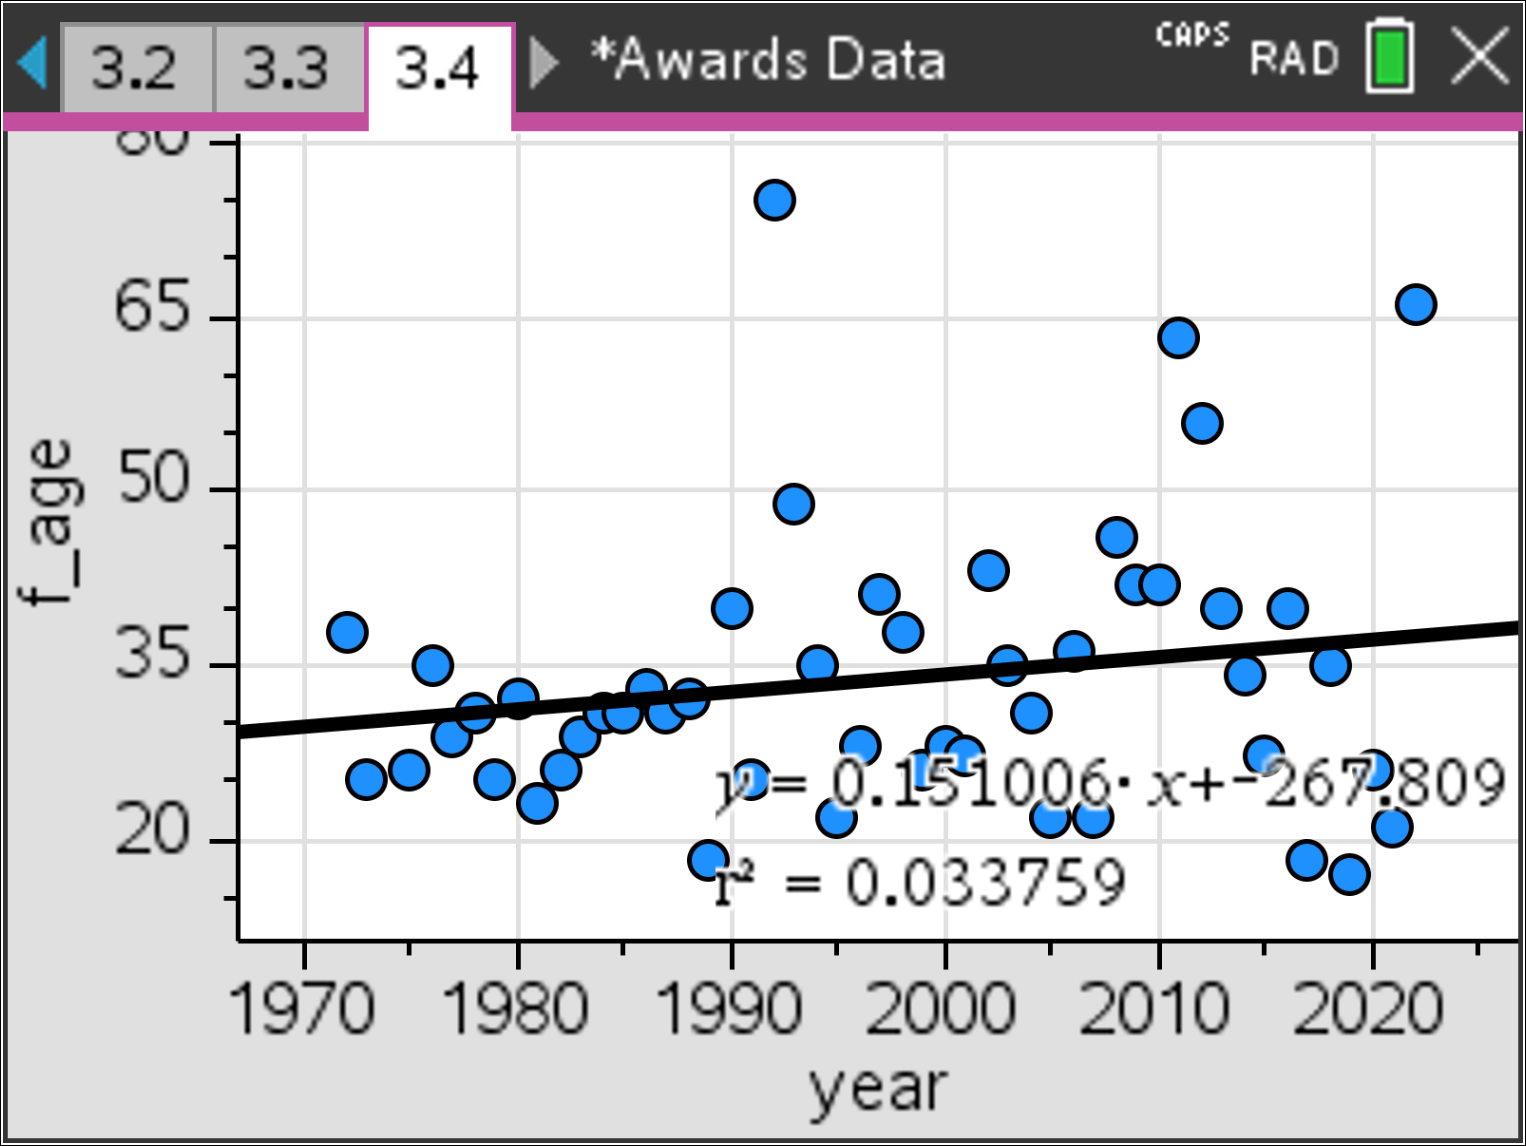 3.2 3.3 3.4 *Awards Data CAPS RAD
80
65
50
35
20
f_age
y = 0.151006· x+-267.809
r² = 0.033759
1970 1980 1990 2000 2010 2020
year